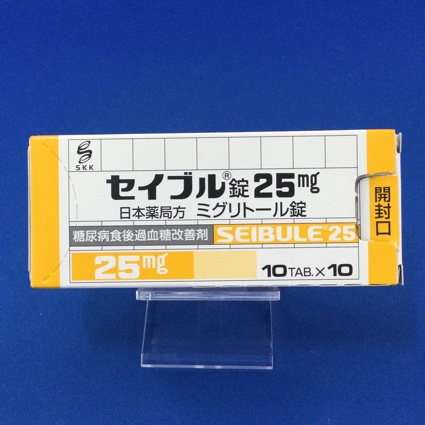 SKK
セイブル®錠25mg
日本薬局方 ミグリトール錠
糖尿病食後過血糖改善剤 SEIBULE® 25
25mg
10TAB.×10
開封口